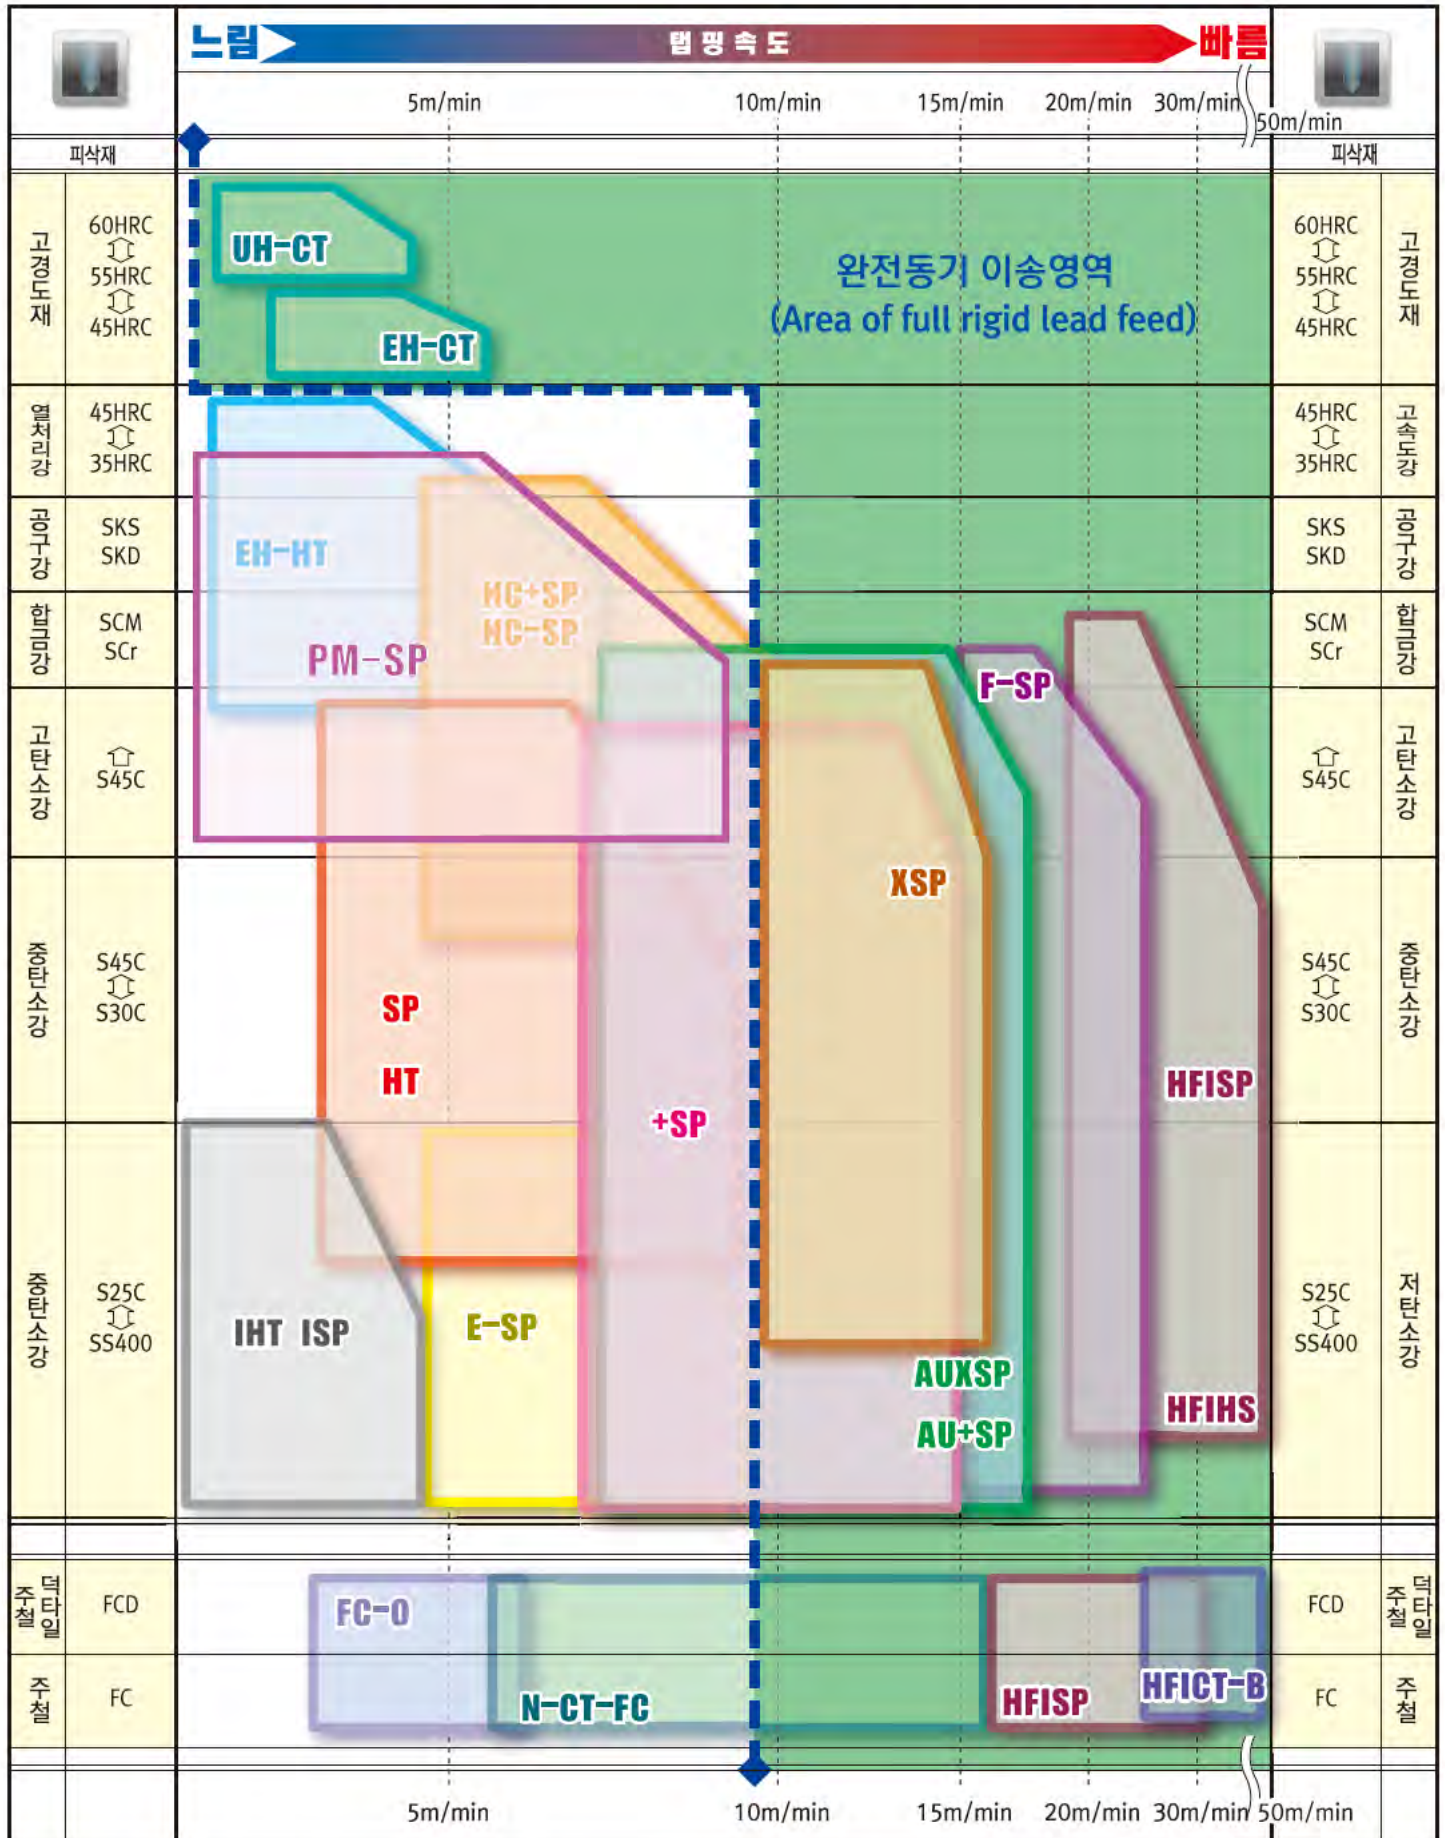 느림 탭핑속도 빠름
5m/min 10m/min 15m/min 20m/min 30m/min 50m/min
피삭재 피삭재
고경도재 60HRC 55HRC 45HRC
UH-CT
EH-CT
완전동기 이송영역
(Area of full rigid lead feed)
60HRC 55HRC 45HRC 고경도재
열처리강 45HRC 35HRC
45HRC 35HRC 고속도강
공구강 SKS SKD
EH-HT
SKS SKD 공구강
합금강 SCM SCr
HC+SP
HC-SP
PM-SP
F-SP
SCM SCr 합금강
고탄소강 S45C
S45C 고탄소강
XSP
중탄소강 S45C S30C
SP
HT
HFISP
S45C S30C 중탄소강
+SP
중탄소강 S25C SS400
IHT ISP
E-SP
AUXSP
AU+SP
HFIHS
S25C SS400 저탄소강
덕타일주철 FCD
FC-O
FCD 덕타일주철
주철 FC
N-CT-FC
HFISP
HFICT-B
FC 주철
5m/min 10m/min 15m/min 20m/min 30m/min 50m/min